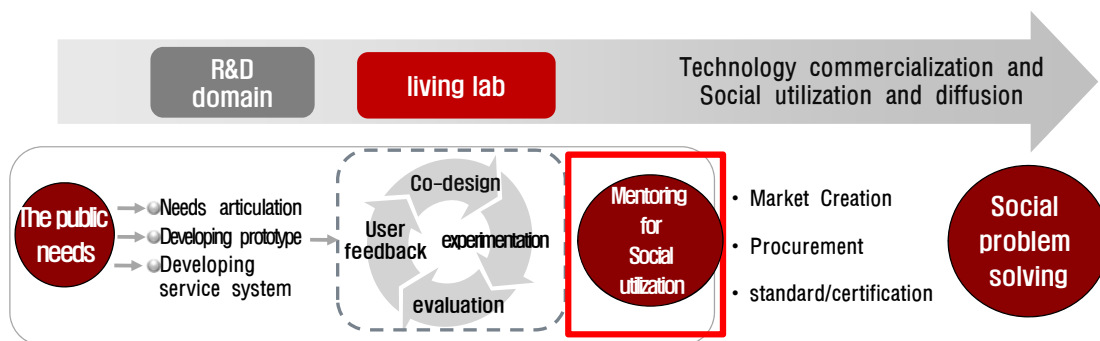 R&D
domain
living lab
Technology commercialization and
Social utilization and diffusion
The public
needs
Needs articulation
Developing prototype
Developing
service system
Co-design
User
feedback
experimentation
evaluation
Mentoring
for
Social
utilization
• Market Creation
• Procurement
• standard/certification
Social
problem
solving